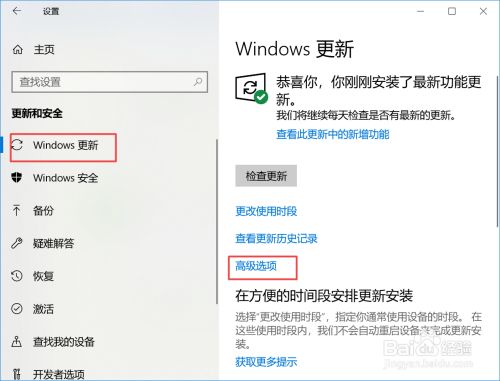 设置
主页
查找设置
更新和安全
Windows 更新
Windows 安全
备份
疑难解答
恢复
激活
查找我的设备
开发者选项
Windows 更新
恭喜你，你刚刚安装了最新功能更
新。
我们将继续每天检查是否有最新的更新。
查看此更新中的新增功能
检查更新
更改使用时段
查看更新历史记录
高级选项
在方便的时间段安排更新安装
选择"更改使用时段"，指定你通常使用设备的时段。在
这些使用时段内，我们不会自动重启设备来完成更新安
装。
获取更多提示
Baidu 经验
jingyan.baidu.com